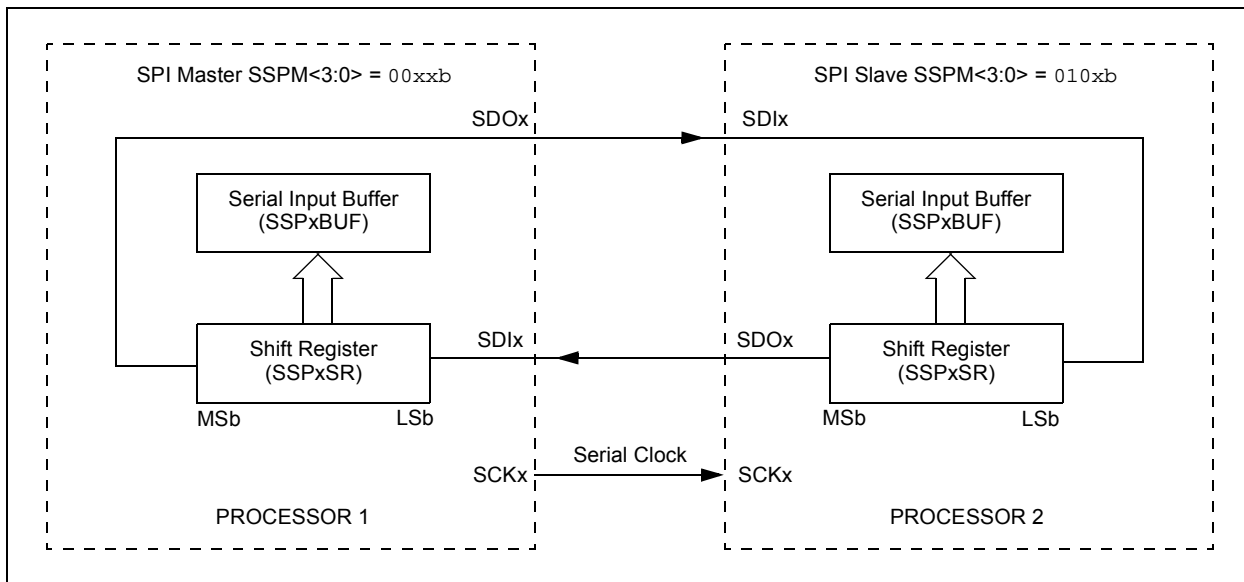 SPI Master SSPM<3:0> = 00xxb
SPI Slave SSPM<3:0> = 010xb
SDOx
SDIx
Serial Input Buffer
(SSPxBUF)
Serial Input Buffer
(SSPxBUF)
Shift Register
(SSPxSR)
SDIx
SDOx
Shift Register
(SSPxSR)
MSb
LSb
MSb
LSb
Serial Clock
SCKx
SCKx
PROCESSOR 1
PROCESSOR 2